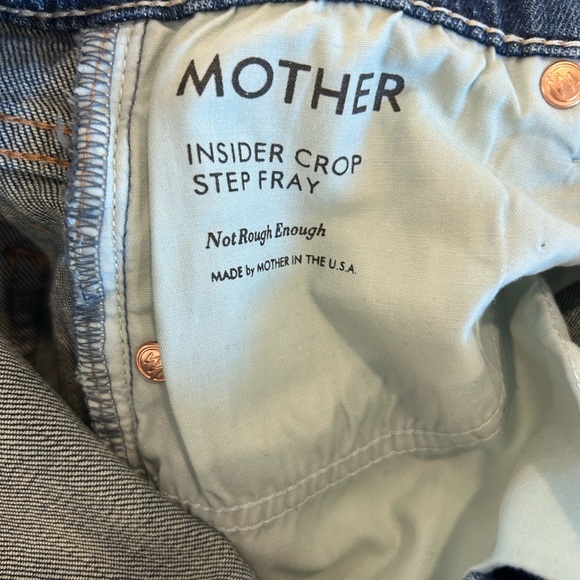 MOTHER
INSIDER CROP
STEP FRAY
Not Rough Enough
MADE by MOTHER IN THE U.S.A.